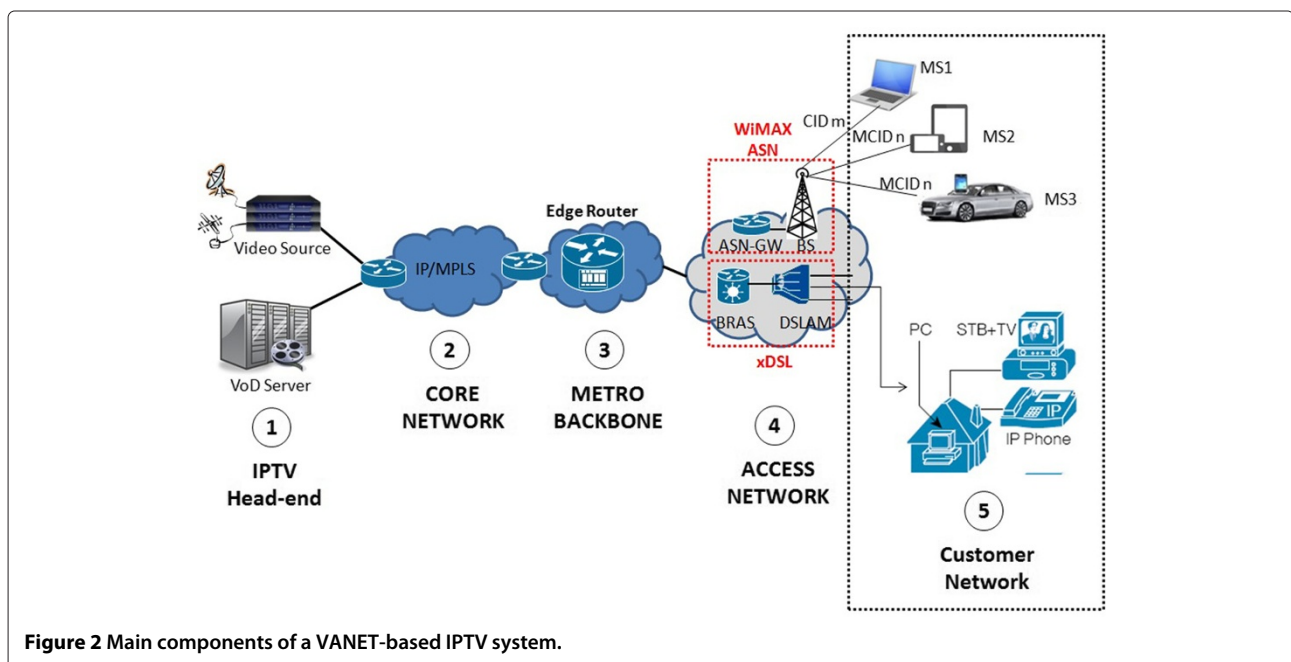 MS1
CID m
WiMAX
ASN
MCID n
MS2
MCID n
MS3
Edge Router
Video Source
IP/MPLS
ASN-GW
BS
BRAS
DSLAM
xDSL
PC
STB+TV
IP
IP Phone
VoD Server
1
IPTV
Head-end
2
CORE
NETWORK
3
METRO
BACKBONE
4
ACCESS
NETWORK
5
Customer
Network
Figure 2 Main components of a VANET-based IPTV system.